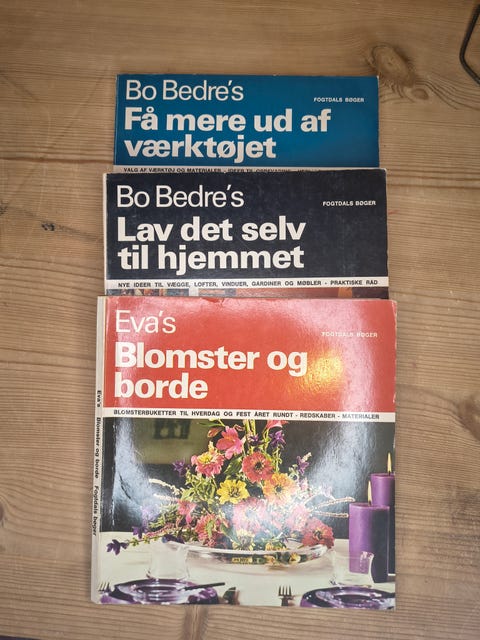 Bo Bedre's
FOGTDALS BØGER
Få mere ud af
værktøjet
VALG AF VÆRKTØJ OG MATERIALER
Bo Bedre's
FOGTDALS BØGER
Lav det selv
til hjemmet
NYE IDEER TIL VÆGGE, LOFTER, VINDUER, GARDINER OG MØBLER - PRAKTISKE RÅD
Eva's
FOGTDALS BØGER
Blomster og
borde
BLOMSTERBUKETTER TIL HVERDAG OG FEST ÅRET RUNDT - REDSKABER - MATERIALER
Eva's Blomster og borde Fogtdals bøger